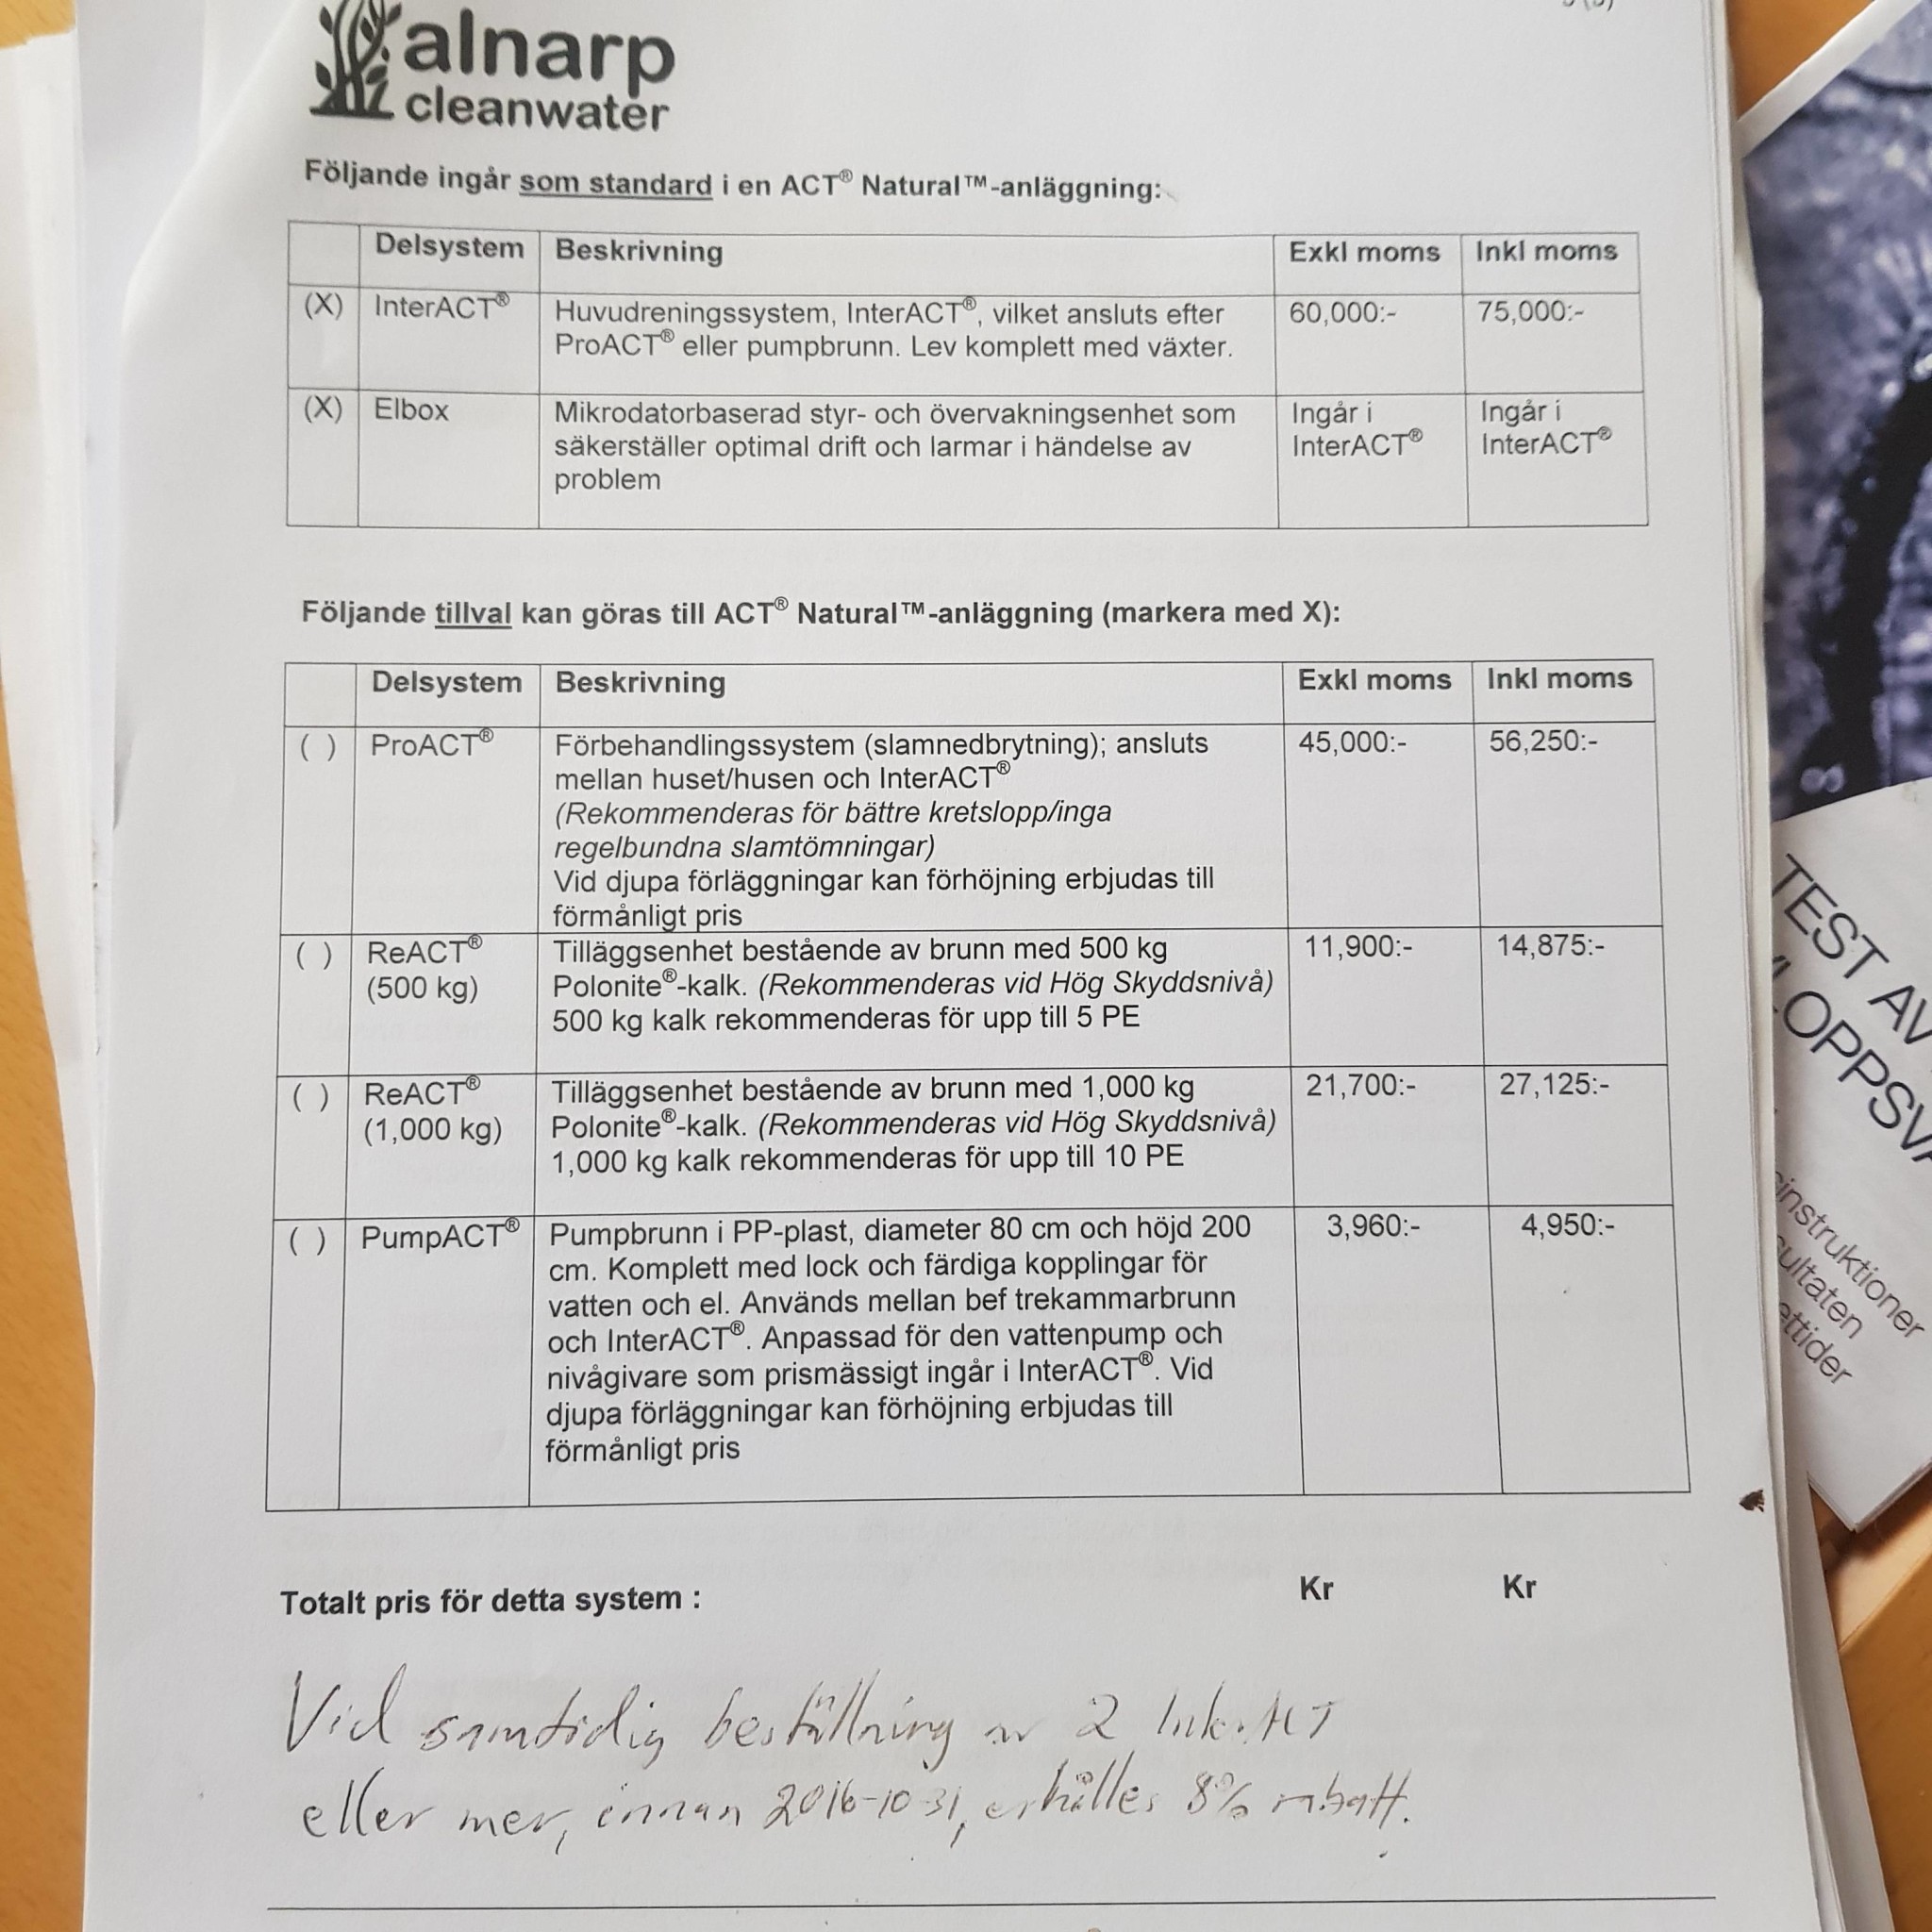 alnarp
cleanwater
Följande ingår som standard i en ACT® Natural™-anläggning:
Delsystem Beskrivning Exkl moms Inkl moms
(X) InterACT® Huvudreningssystem, InterACT®, vilket ansluts efter 60,000:- 75,000:-
ProACT® eller pumpbrunn. Lev komplett med växter.
(X) Elbox Mikrodatorbaserad styr- och övervakningsenhet som Ingår i Ingår i
säkerställer optimal drift och larmar i händelse av InterACT® InterACT®
problem
Följande tillval kan göras till ACT® Natural™-anläggning (markera med X):
Delsystem Beskrivning Exkl moms Inkl moms
( ) ProACT® Förbehandlingssystem (slamnedbrytning); ansluts 45,000:- 56,250:-
mellan huset/husen och InterACT®
(Rekommenderas för bättre kretslopp/inga
regelbundna slamtömningar)
Vid djupa förläggningar kan förhöjning erbjudas till
förmånligt pris
( ) ReACT® Tilläggsenhet bestående av brunn med 500 kg 11,900:- 14,875:-
(500 kg) Polonite®-kalk. (Rekommenderas vid Hög Skyddsnivå)
500 kg kalk rekommenderas för upp till 5 PE
( ) ReACT® Tilläggsenhet bestående av brunn med 1,000 kg 21,700:- 27,125:-
(1,000 kg) Polonite®-kalk. (Rekommenderas vid Hög Skyddsnivå)
1,000 kg kalk rekommenderas för upp till 10 PE
( ) PumpACT® Pumpbrunn i PP-plast, diameter 80 cm och höjd 200 3,960:- 4,950:-
cm. Komplett med lock och färdiga kopplingar för
vatten och el. Används mellan bef trekammarbrunn
och InterACT®. Anpassad för den vattenpump och
nivågivare som prismässigt ingår i InterACT®. Vid
djupa förläggningar kan förhöjning erbjudas till
förmånligt pris
Totalt pris för detta system : Kr Kr
Vid samtidig beställning av 2 InterACT
eller mer, innan 2016-10-31, erhålles 8% rabatt.
TEST AV